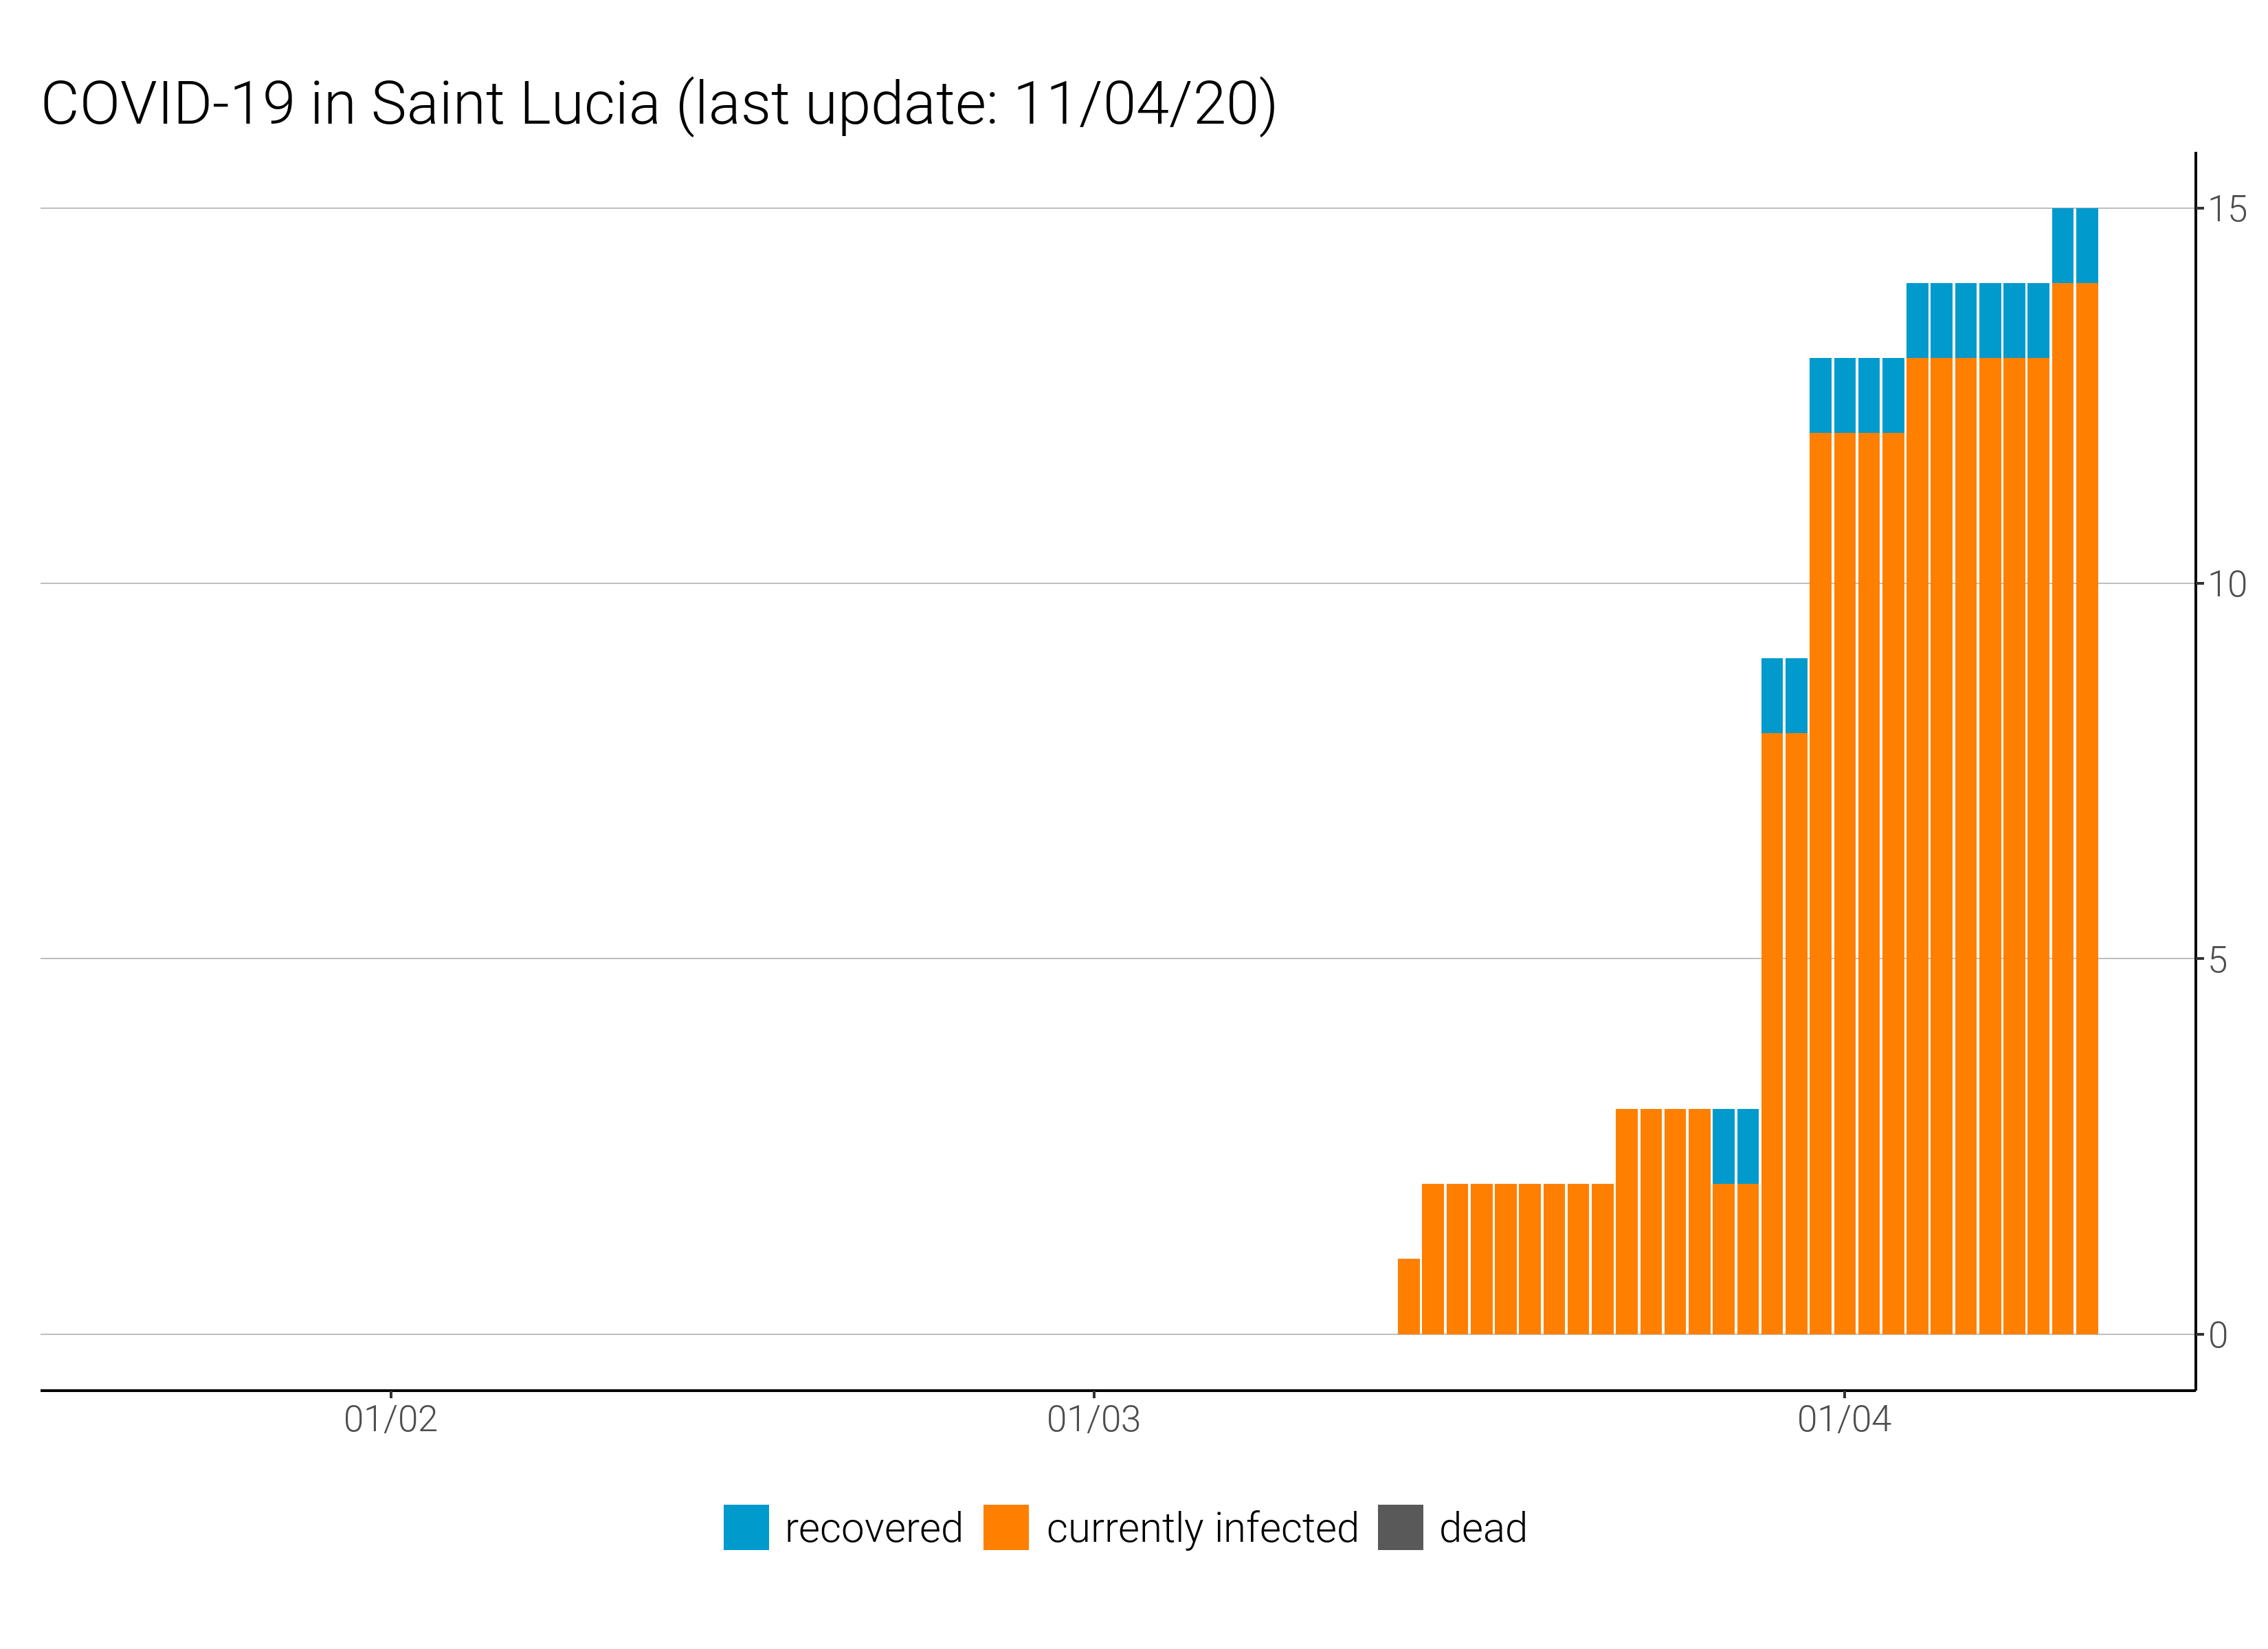 COVID-19 in Saint Lucia (last update: 11/04/20)
15
10
5
0
01/02 01/03 01/04
recovered currently infected dead